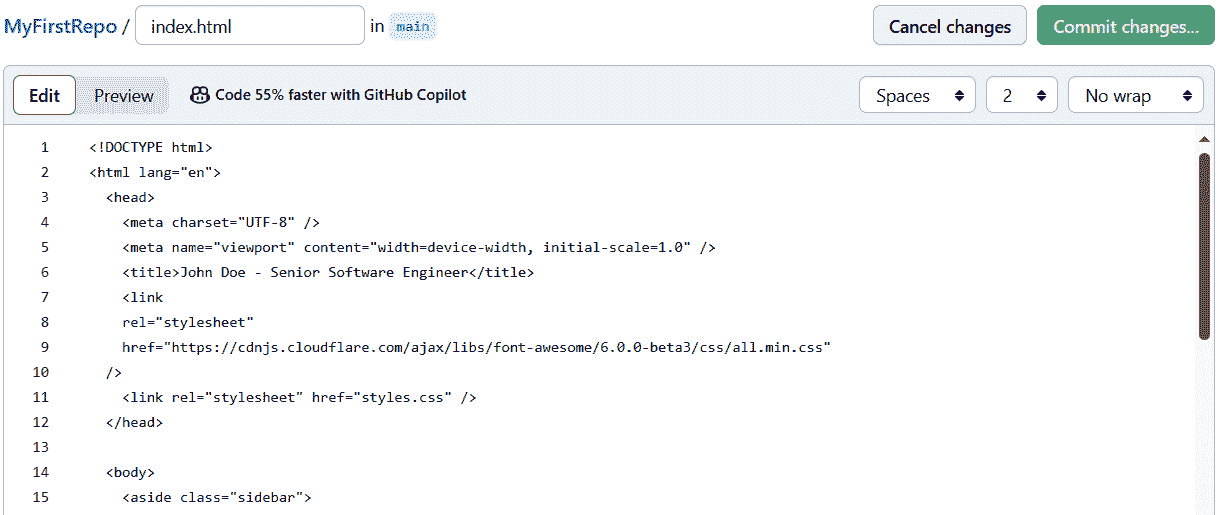 MyFirstRepo / index.html in main Cancel changes Commit changes...
Edit Preview Code 55% faster with GitHub Copilot Spaces 2 No wrap
1 <!DOCTYPE html>
2 <html lang="en">
3 <head>
4 <meta charset="UTF-8" />
5 <meta name="viewport" content="width=device-width, initial-scale=1.0" />
6 <title>John Doe - Senior Software Engineer</title>
7 <link
8 rel="stylesheet"
9 href="https://cdnjs.cloudflare.com/ajax/libs/font-awesome/6.0.0-beta3/css/all.min.css"
10 />
11 <link rel="stylesheet" href="styles.css" />
12 </head>
13
14 <body>
15 <aside class="sidebar">